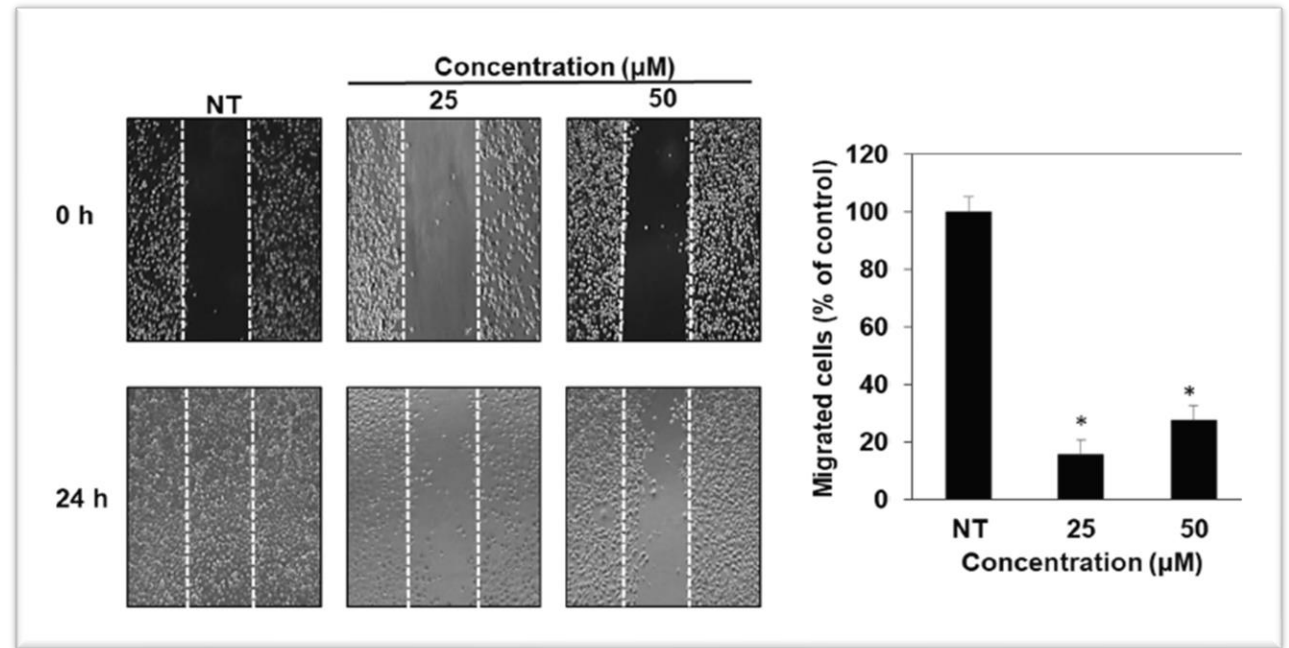 Concentration (µM)
NT
25
50
0 h
24 h
Migrated cells (% of control)
120
100
80
60
40
20
0
*
*
NT
25
50
Concentration (µM)